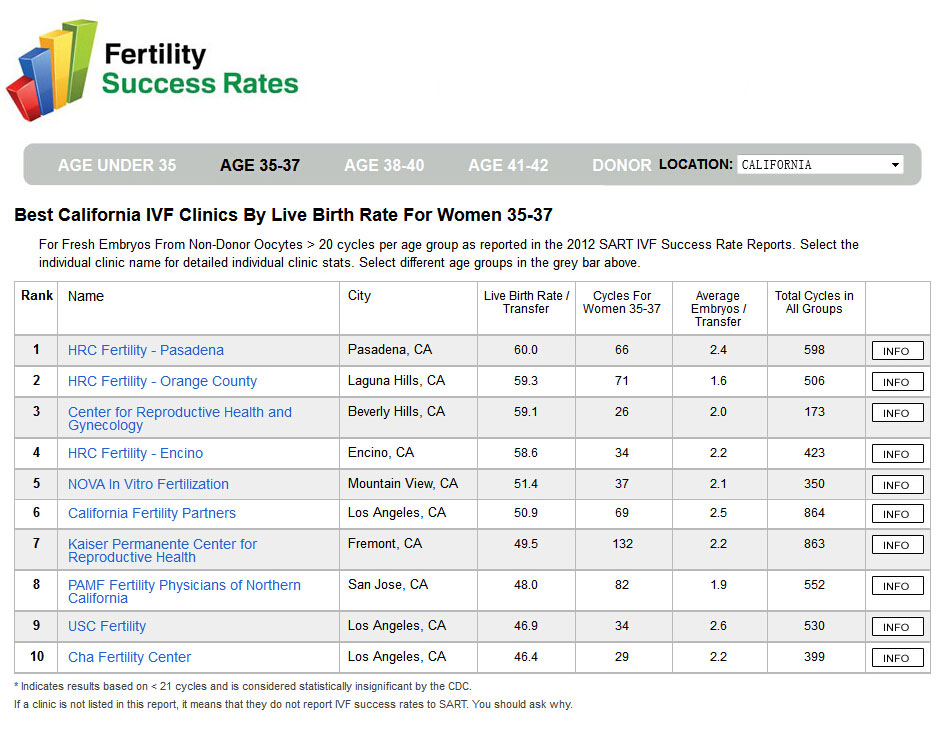 Fertility
Success Rates
AGE UNDER 35 AGE 35-37 AGE 38-40 AGE 41-42 DONOR LOCATION: CALIFORNIA
Best California IVF Clinics By Live Birth Rate For Women 35-37
For Fresh Embryos From Non-Donor Oocytes > 20 cycles per age group as reported in the 2012 SART IVF Success Rate Reports. Select the
individual clinic name for detailed individual clinic stats. Select different age groups in the grey bar above.
Rank Name City Live Birth Rate / Cycles For Average Total Cycles in
Transfer Women 35-37 Embryos / All Groups
Transfer
1 HRC Fertility - Pasadena Pasadena, CA 60.0 66 2.4 598 INFO
2 HRC Fertility - Orange County Laguna Hills, CA 59.3 71 1.6 506 INFO
3 Center for Reproductive Health and Beverly Hills, CA 59.1 26 2.0 173 INFO
Gynecology
4 HRC Fertility - Encino Encino, CA 58.6 34 2.2 423 INFO
5 NOVA In Vitro Fertilization Mountain View, CA 51.4 37 2.1 350 INFO
6 California Fertility Partners Los Angeles, CA 50.9 69 2.5 864 INFO
7 Kaiser Permanente Center for Fremont, CA 49.5 132 2.2 863 INFO
Reproductive Health
8 PAMF Fertility Physicians of Northern San Jose, CA 48.0 82 1.9 552 INFO
California
9 USC Fertility Los Angeles, CA 46.9 34 2.6 530 INFO
10 Cha Fertility Center Los Angeles, CA 46.4 29 2.2 399 INFO
* Indicates results based on < 21 cycles and is considered statistically insignificant by the CDC.
If a clinic is not listed in this report, it means that they do not report IVF success rates to SART. You should ask why.